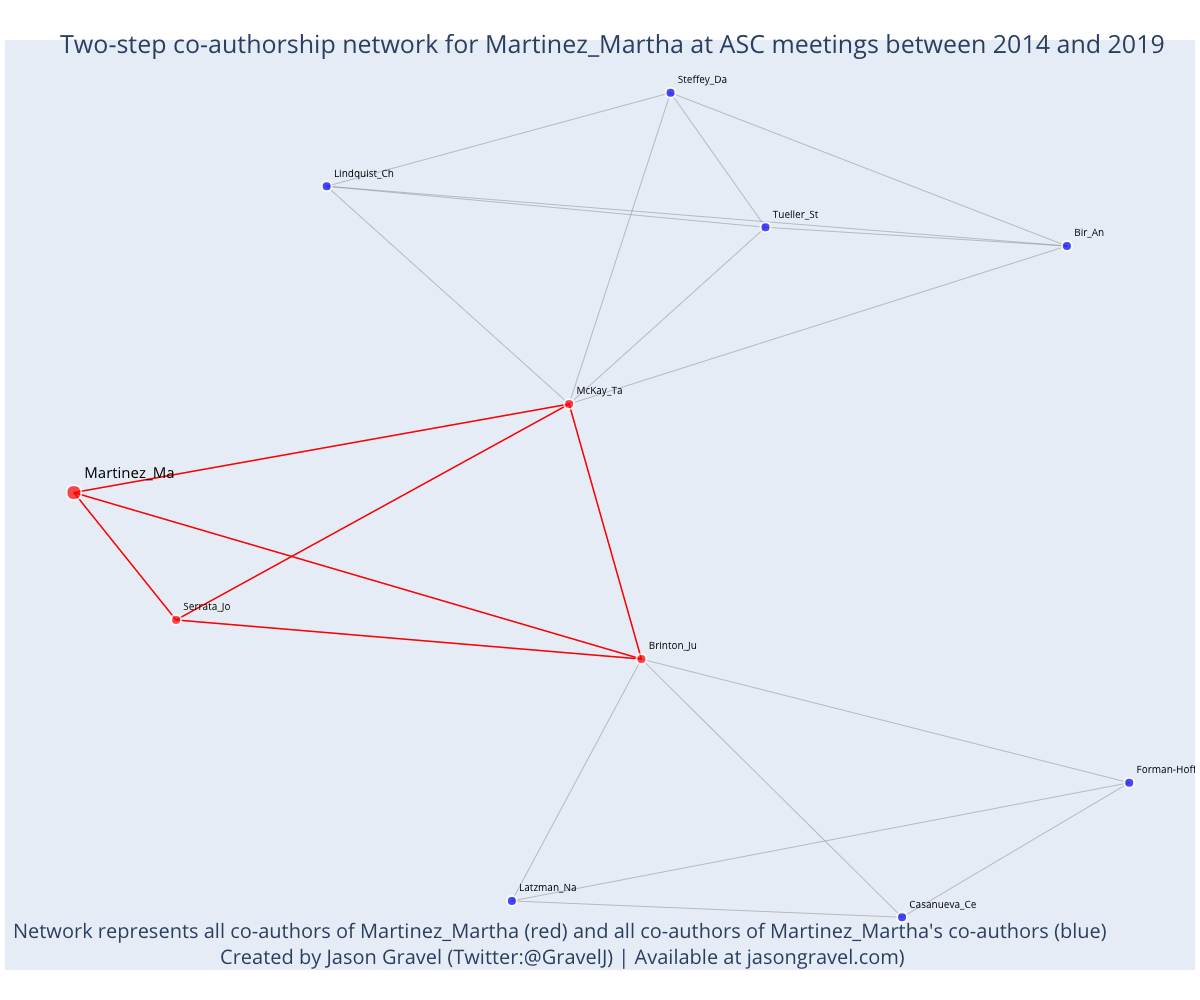 Two-step co-authorship network for Martinez_Martha at ASC meetings between 2014 and 2019
Steffey_Da
Lindquist_Ch
Tueller_St
Bir_An
McKay_Ta
Martinez_Ma
Serrata_Jo
Brinton_Ju
Forman-Hoff
Latzman_Na
Casanueva_Ce
Network represents all co-authors of Martinez_Martha (red) and all co-authors of Martinez_Martha's co-authors (blue)
Created by Jason Gravel (Twitter:@GravelJ) | Available at jasongravel.com)